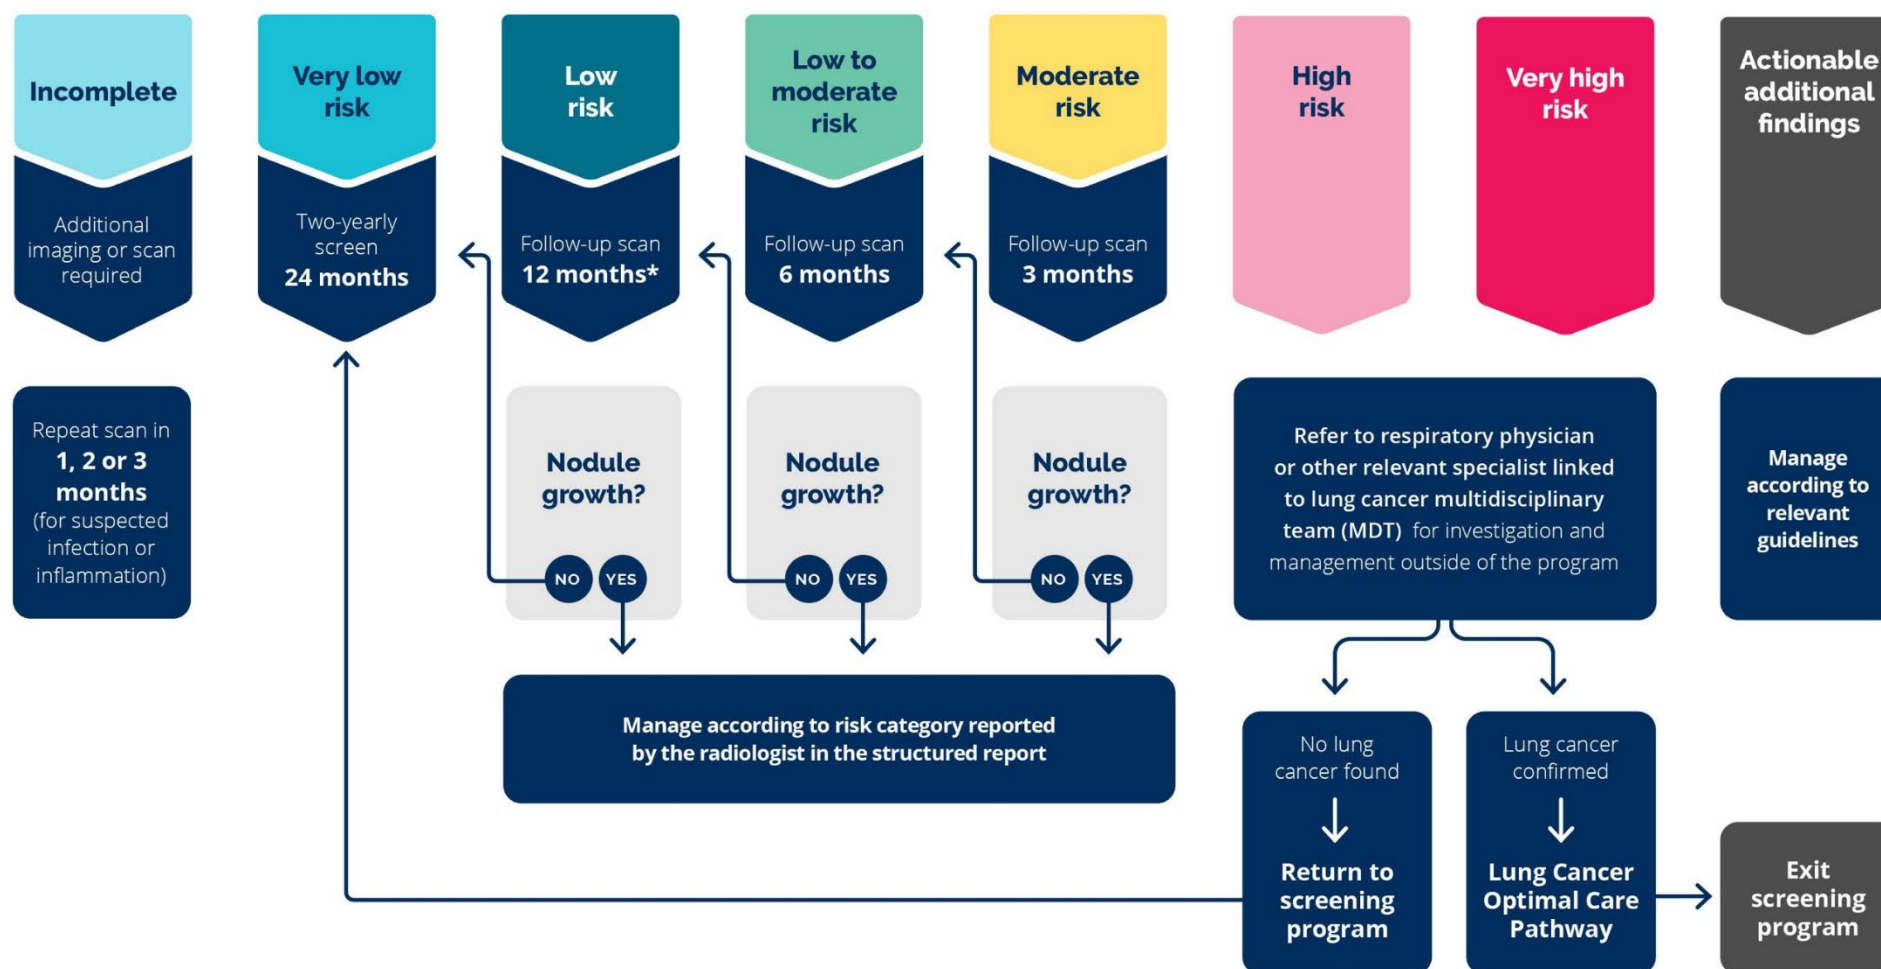 Incomplete
Additional
imaging or scan
required
Repeat scan in
1, 2 or 3
months
(for suspected
infection or
inflammation)
Very low
risk
Two-yearly
screen
24 months
Low
risk
Follow-up scan
12 months*
Nodule
growth?
NO YES
Low to
moderate
risk
Follow-up scan
6 months
Nodule
growth?
NO YES
Moderate
risk
Follow-up scan
3 months
Nodule
growth?
NO YES
Manage according to risk category reported
by the radiologist in the structured report
High
risk
Very high
risk
Refer to respiratory physician
or other relevant specialist linked
to lung cancer multidisciplinary
team (MDT) for investigation and
management outside of the program
No lung
cancer found
Return to
screening
program
Lung cancer
confirmed
Lung Cancer
Optimal Care
Pathway
Actionable
additional
findings
Manage
according to
relevant
guidelines
Exit
screening
program